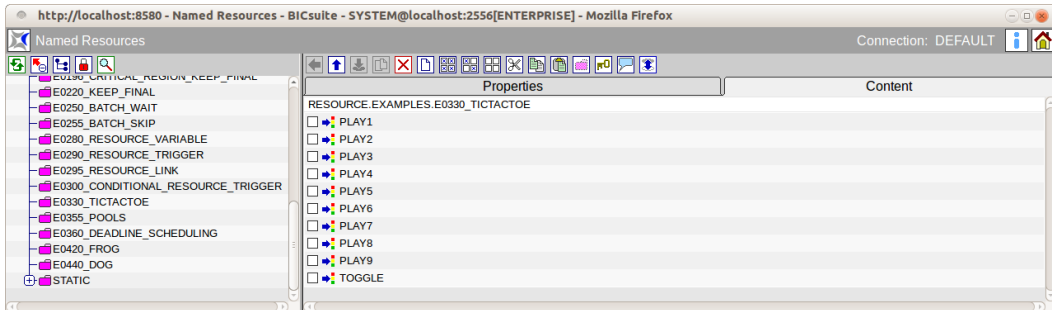 http://localhost:8580 - Named Resources - BICsuite - SYSTEM@localhost:2556[ENTERPRISE] - Mozilla Firefox
Named Resources
Connection: DEFAULT
E0196_CRITICAL_REGION_KEEP_FINAL
E0220_KEEP_FINAL
E0250_BATCH_WAIT
E0255_BATCH_SKIP
E0280_RESOURCE_VARIABLE
E0290_RESOURCE_TRIGGER
E0295_RESOURCE_LINK
E0300_CONDITIONAL_RESOURCE_TRIGGER
E0330_TICTACTOE
E0355_POOLS
E0360_DEADLINE_SCHEDULING
E0420_FROG
E0440_DOG
STATIC
Properties
Content
RESOURCE.EXAMPLES.E0330_TICTACTOE
PLAY1
PLAY2
PLAY3
PLAY4
PLAY5
PLAY6
PLAY7
PLAY8
PLAY9
TOGGLE